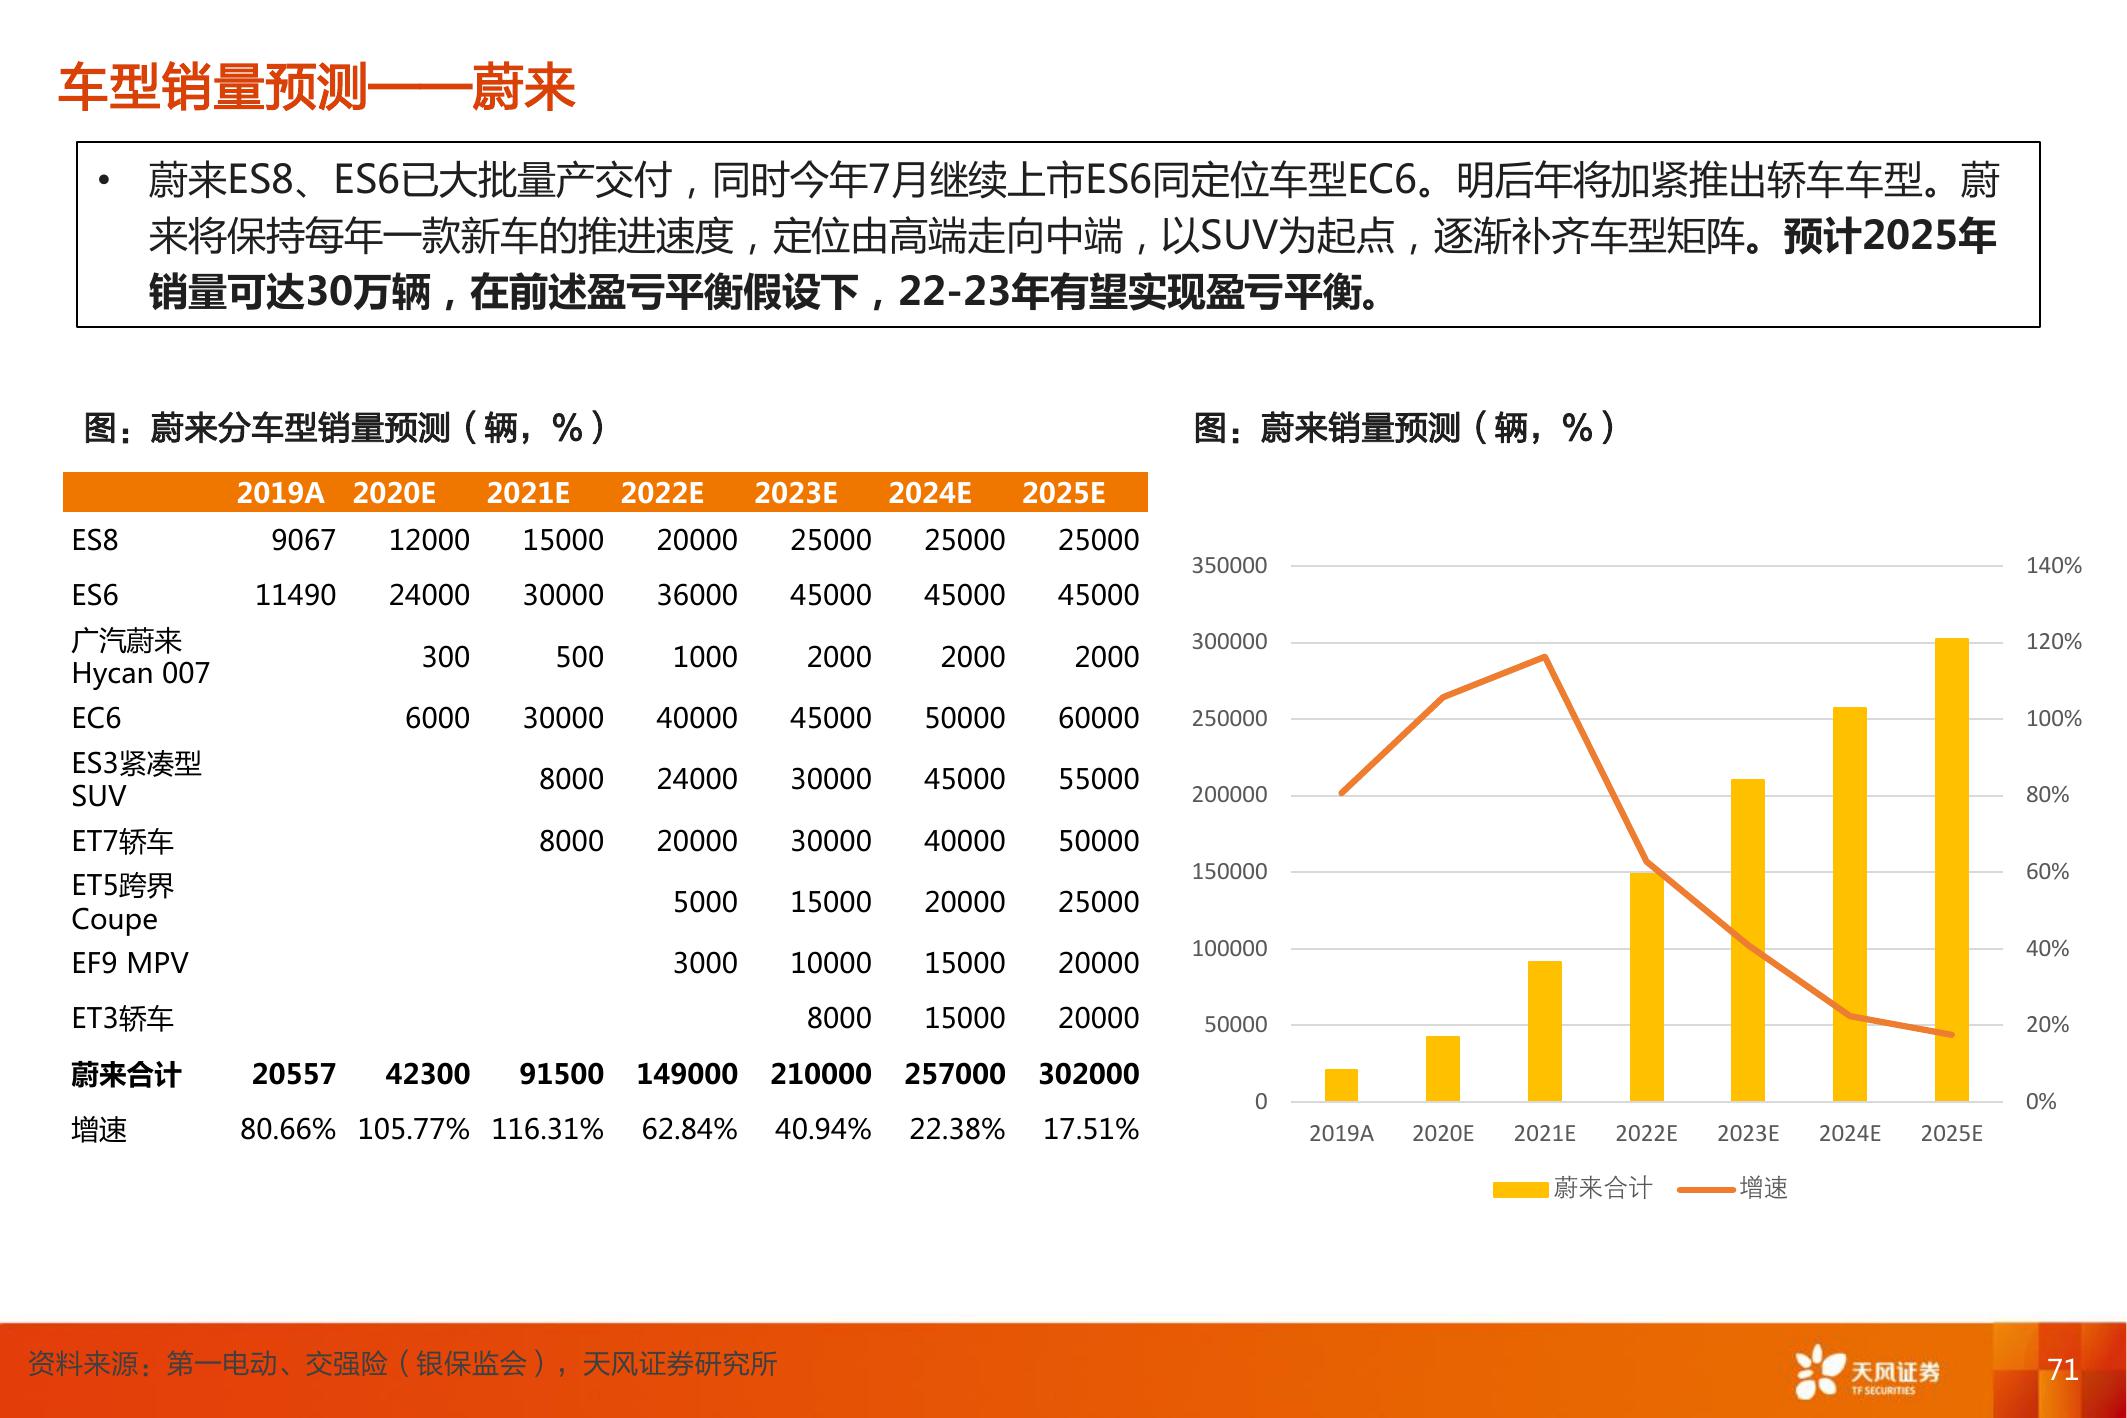 车型销量预测——蔚来
• 蔚来ES8、ES6已大批量产交付，同时今年7月继续上市ES6同定位车型EC6。明后年将加紧推出轿车车型。蔚
来将保持每年一款新车的推进速度，定位由高端走向中端，以SUV为起点，逐渐补齐车型矩阵。预计2025年
销量可达30万辆，在前述盈亏平衡假设下，22-23年有望实现盈亏平衡。
图：蔚来分车型销量预测（辆，%）
2019A 2020E 2021E 2022E 2023E 2024E 2025E
ES8 9067 12000 15000 20000 25000 25000 25000
ES6 11490 24000 30000 36000 45000 45000 45000
广汽蔚来
Hycan 007 300 500 1000 2000 2000 2000
EC6 6000 30000 40000 45000 50000 60000
ES3紧凑型
SUV 8000 24000 30000 45000 55000
ET7轿车 8000 20000 30000 40000 50000
ET5跨界
Coupe 5000 15000 20000 25000
EF9 MPV 3000 10000 15000 20000
ET3轿车 8000 15000 20000
蔚来合计 20557 42300 91500 149000 210000 257000 302000
增速 80.66% 105.77% 116.31% 62.84% 40.94% 22.38% 17.51%
图：蔚来销量预测（辆，%）
350000 140%
300000 120%
250000 100%
200000 80%
150000 60%
100000 40%
50000 20%
0 0%
2019A 2020E 2021E 2022E 2023E 2024E 2025E
蔚来合计 增速
资料来源：第一电动、交强险（银保监会），天风证券研究所
天风证券
TF SECURITIES
71